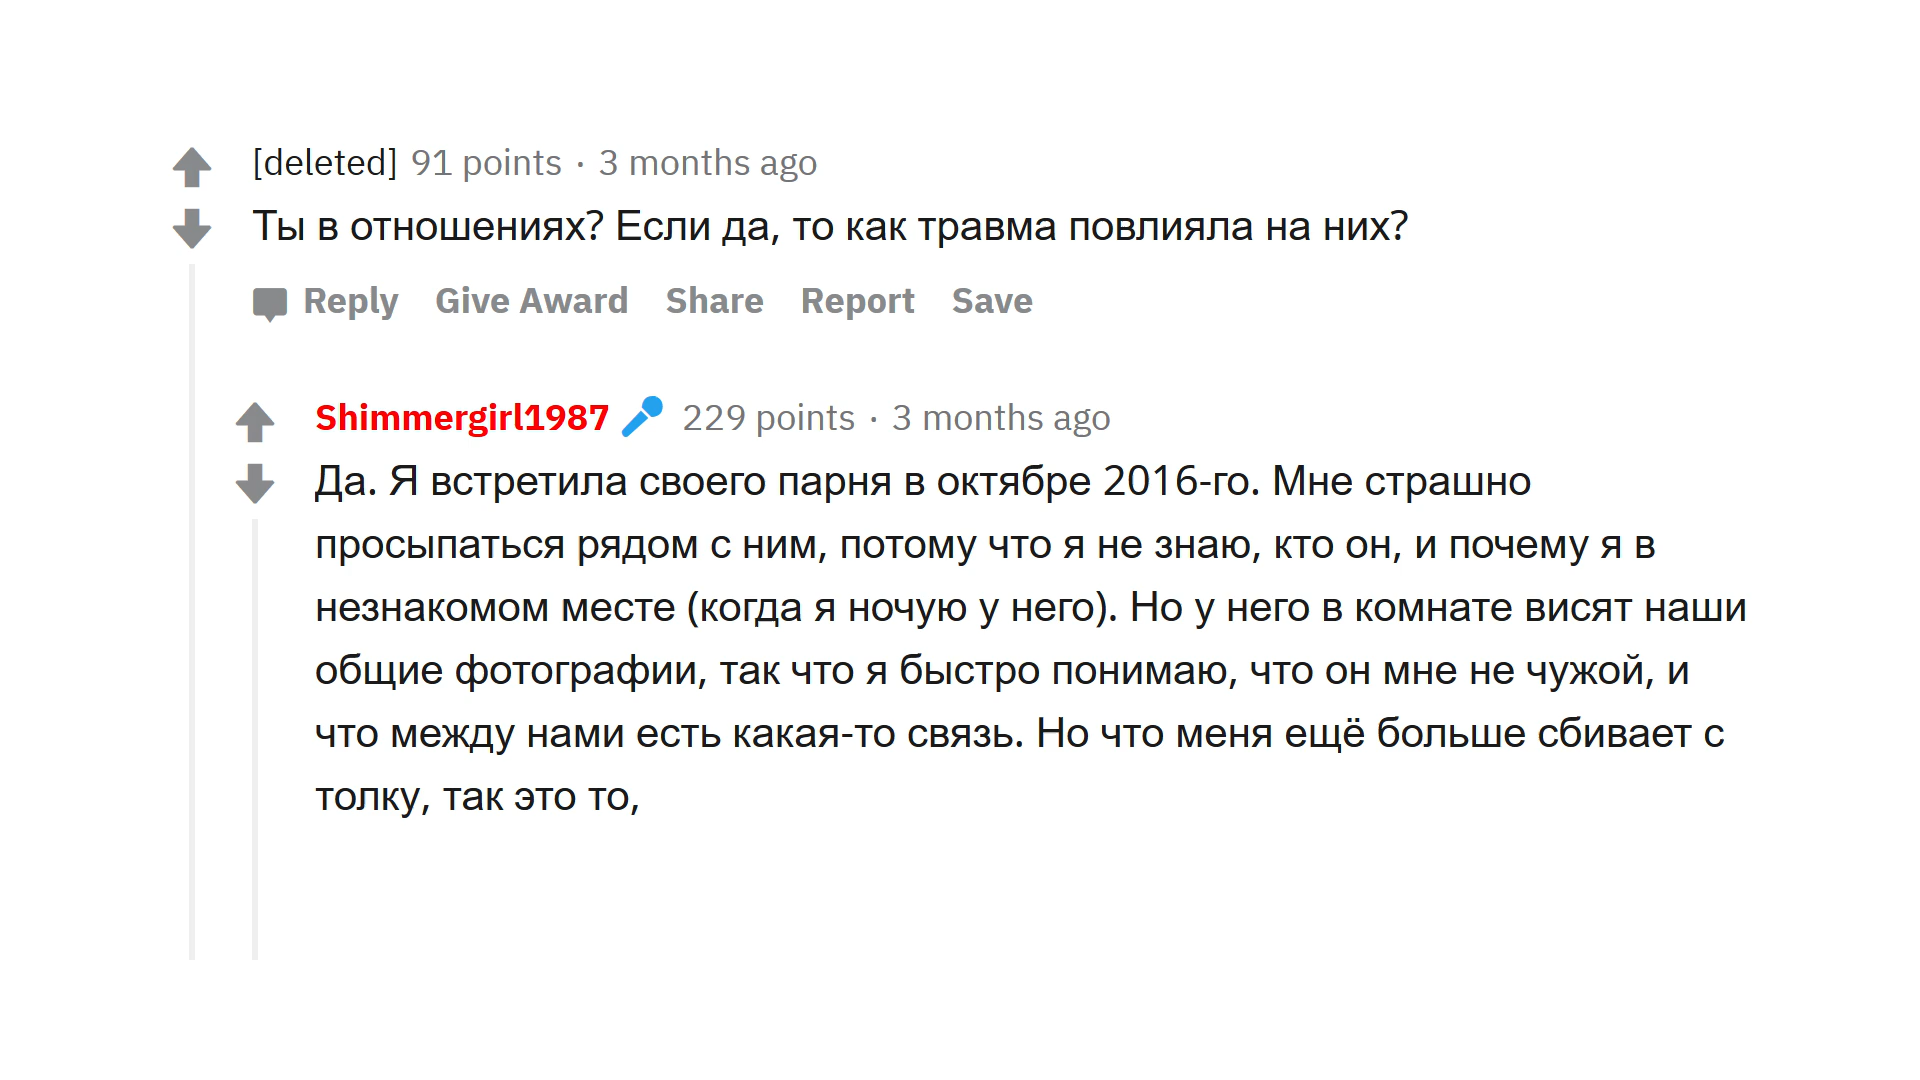 [deleted] 91 points · 3 months ago
Ты в отношениях? Если да, то как травма повлияла на них?
Reply Give Award Share Report Save
Shimmergirl1987 229 points · 3 months ago
Да. Я встретила своего парня в октябре 2016-го. Мне страшно
просыпаться рядом с ним, потому что я не знаю, кто он, и почему я в
незнакомом месте (когда я ночую у него). Но у него в комнате висят наши
общие фотографии, так что я быстро понимаю, что он мне не чужой, и
что между нами есть какая-то связь. Но что меня ещё больше сбивает с
толку, так это то,